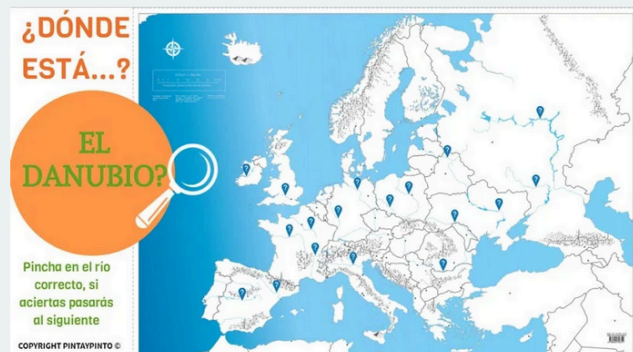 ¿DÓNDE
ESTÁ...?
EL
DANUBIO?
Pincha en el río
correcto, si
aciertas pasarás
al siguiente
COPYRIGHT PINTAYPINTO ©